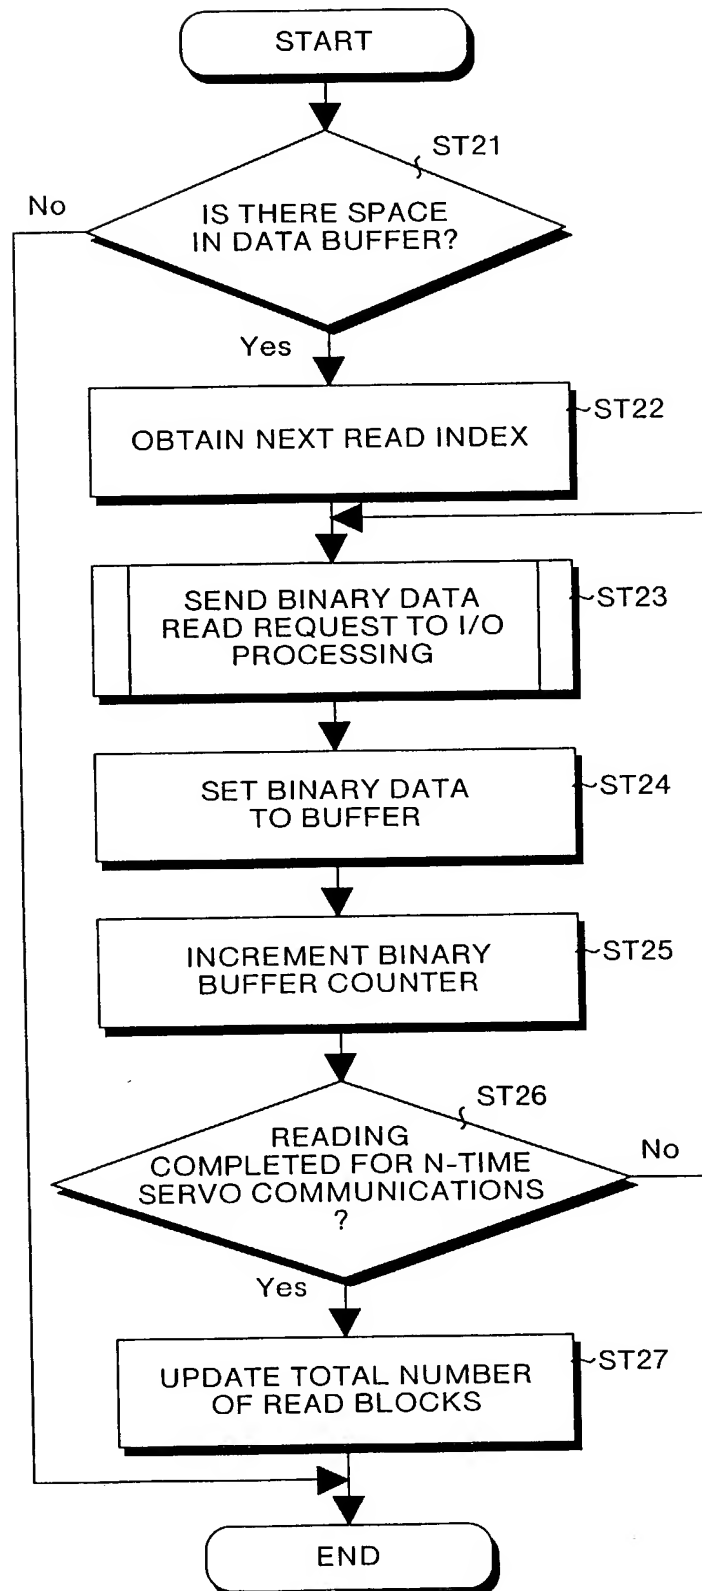 START
ST21
No
IS THERE SPACE
IN DATA BUFFER?
Yes
ST22
OBTAIN NEXT READ INDEX
SEND BINARY DATA
READ REQUEST TO I/O
PROCESSING
ST23
SET BINARY DATA
TO BUFFER
ST24
INCREMENT BINARY
BUFFER COUNTER
ST25
ST26
READING
COMPLETED FOR N-TIME
SERVO COMMUNICATIONS
?
No
Yes
UPDATE TOTAL NUMBER
OF READ BLOCKS
ST27
END